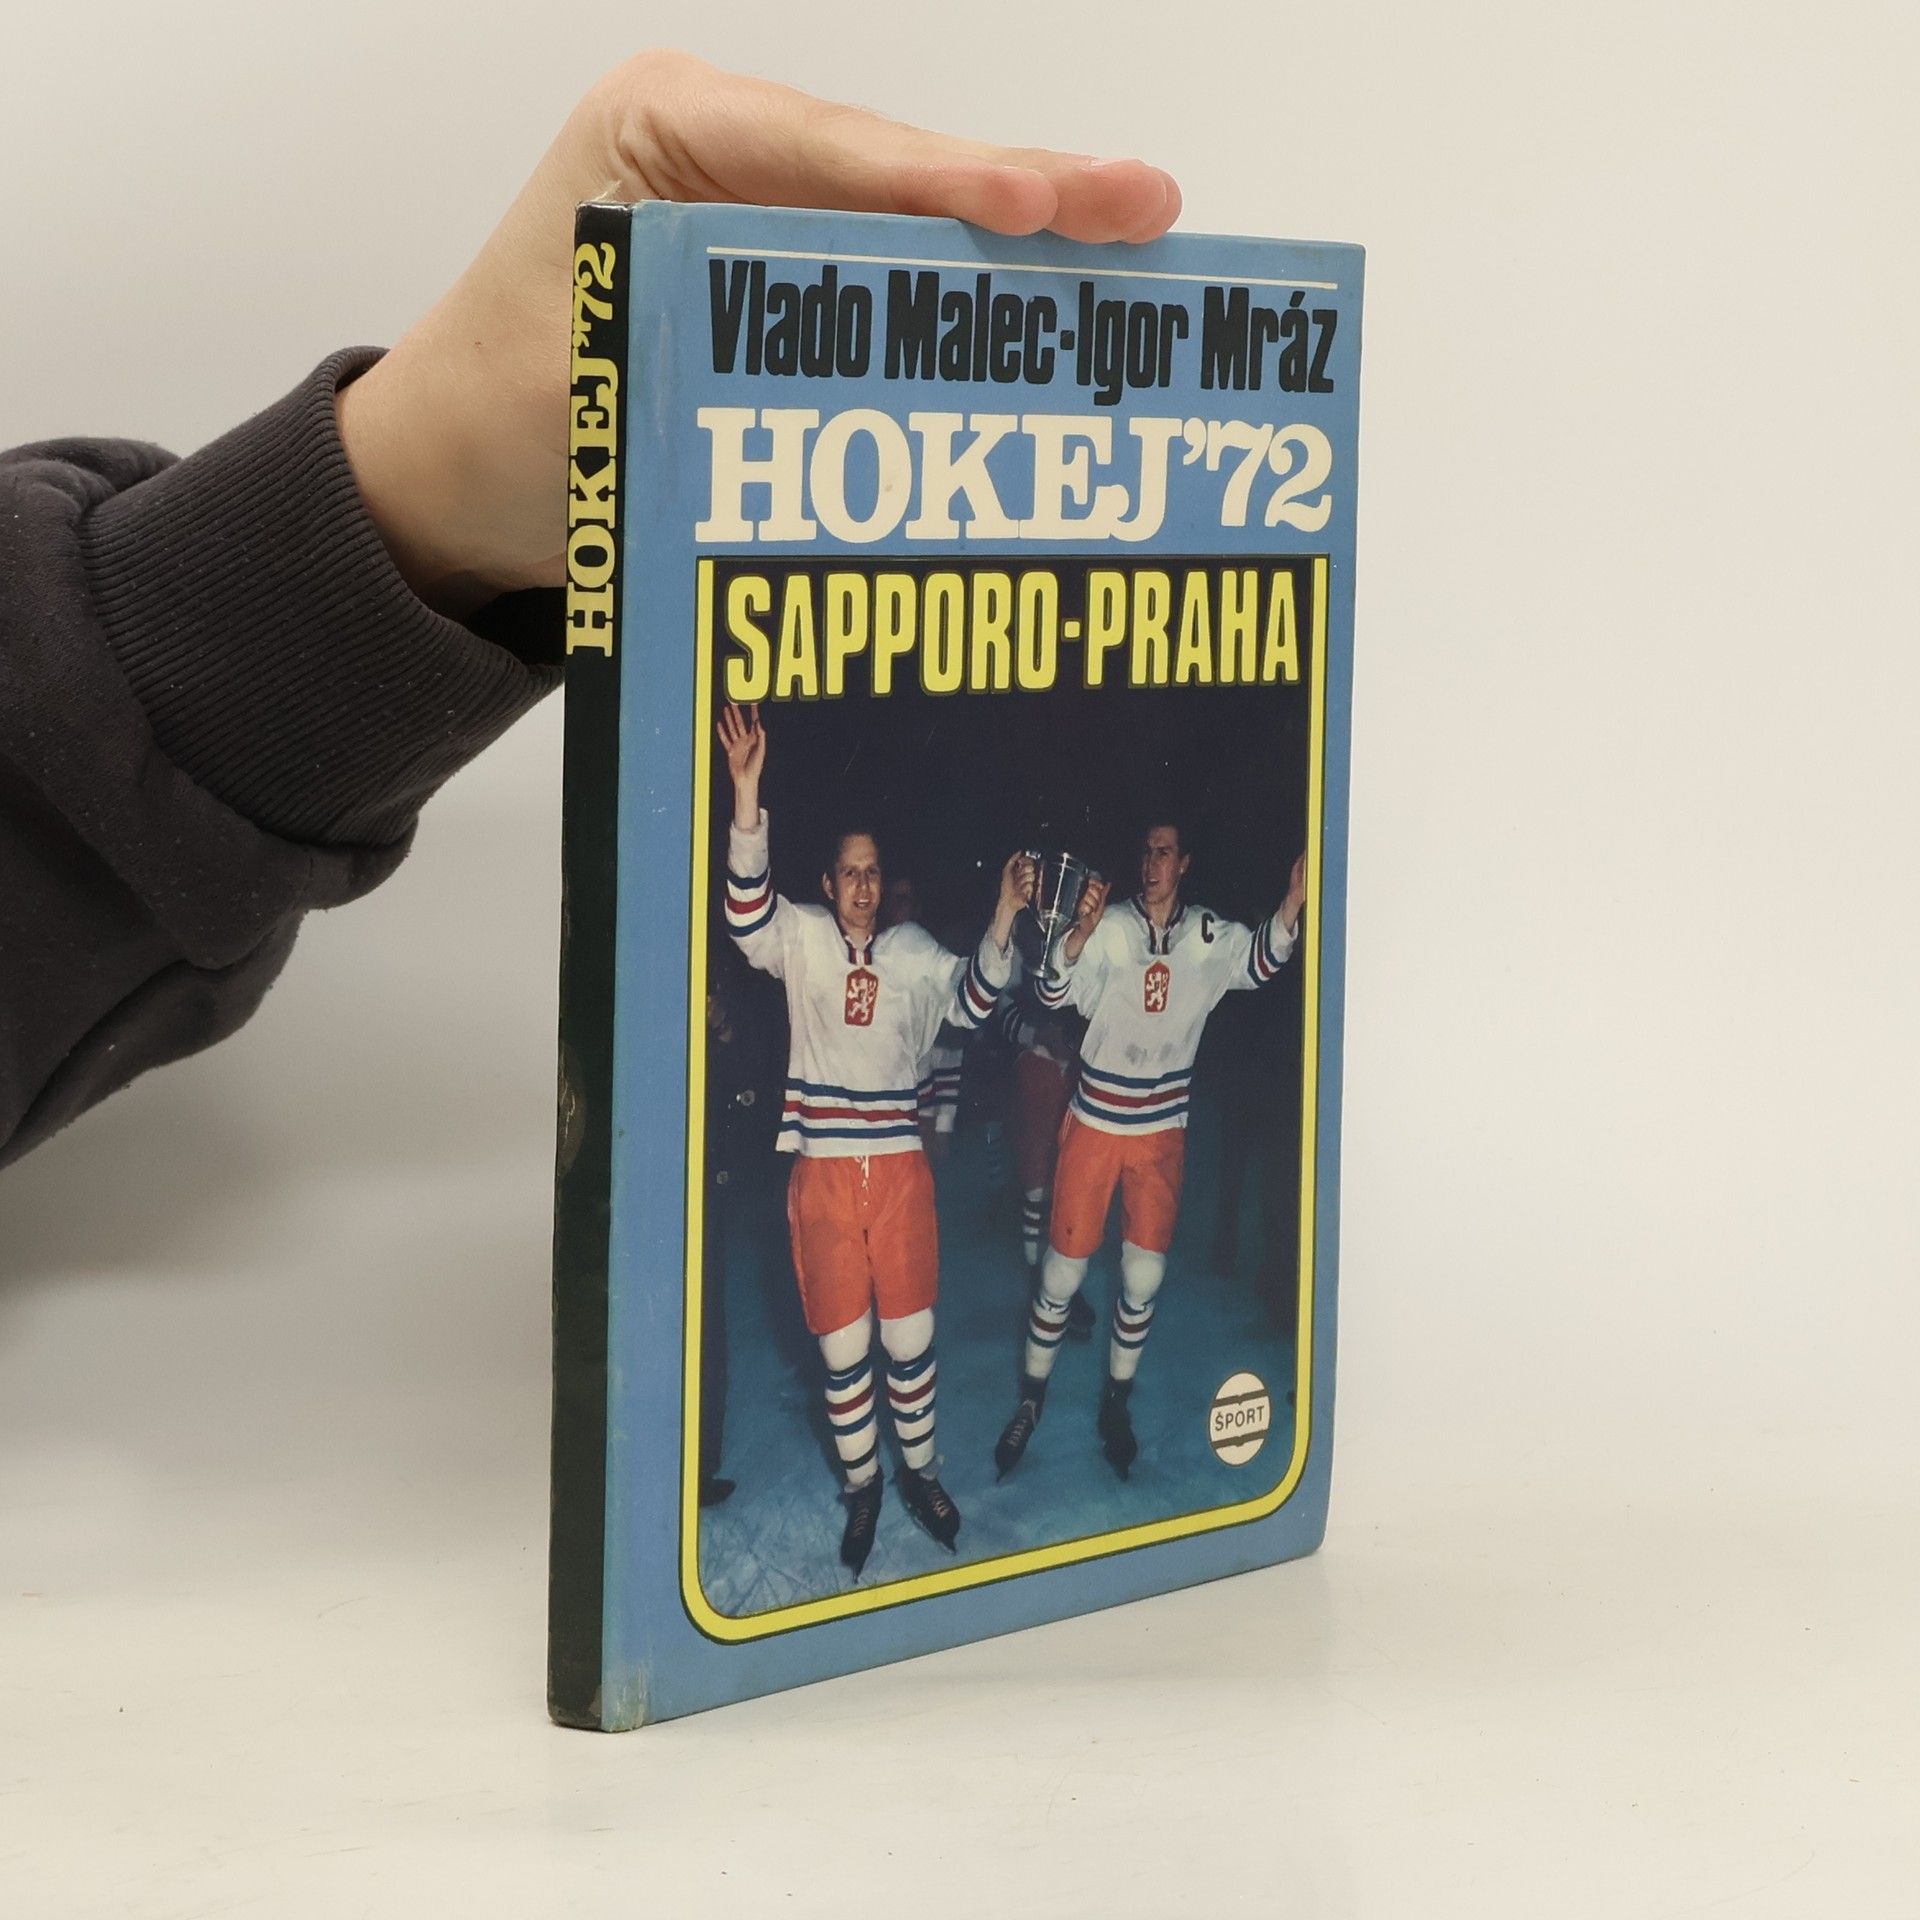 HOKEJ'72
Vlado Malec-Igor Mráz
HOKEJ'72
SAPPORO-PRAHA
C
ŠPORT